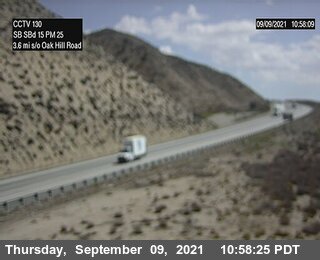 CCTV 130
SB SBd 15 PM 25
3.6 mi s/o Oak Hill Road
09/09/2021 10:58:09
Thursday, September 09, 2021 10:58:25 PDT